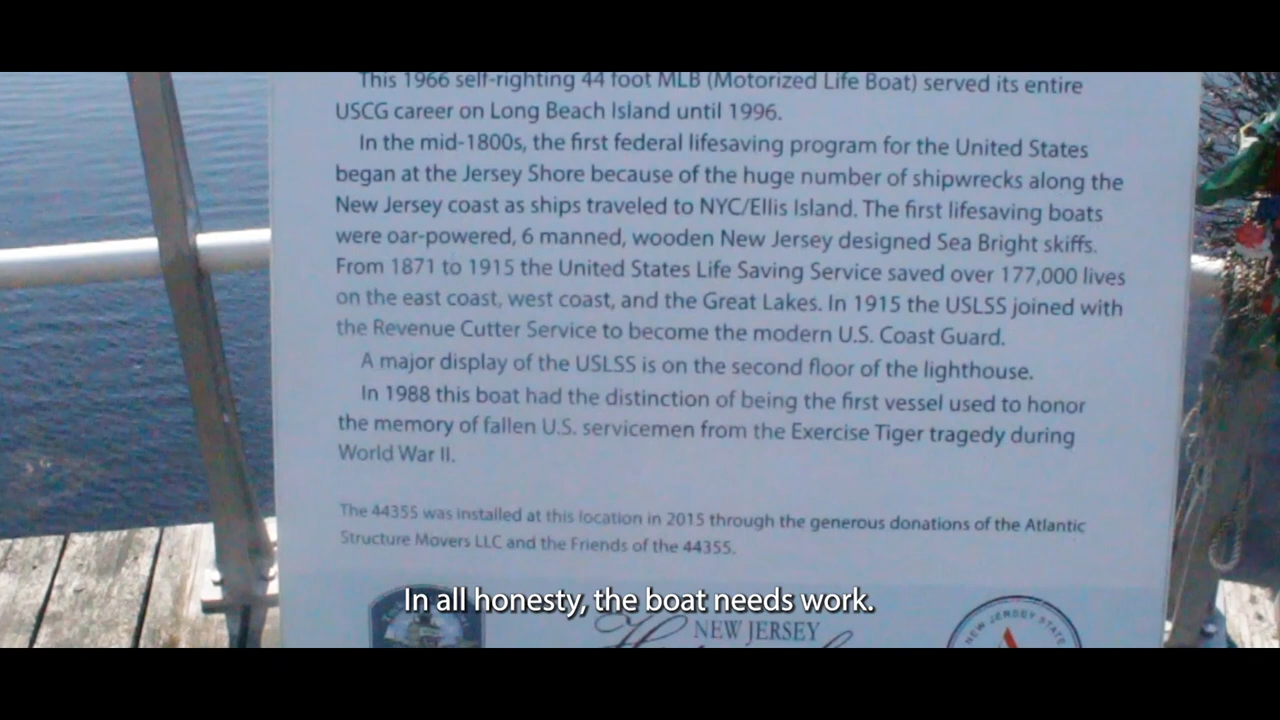 This 1966 self-righting 44 foot MLB (Motorized Life Boat) served its entire
USCG career on Long Beach Island until 1996.
In the mid-1800s, the first federal lifesaving program for the United States
began at the Jersey Shore because of the huge number of shipwrecks along the
New Jersey coast as ships traveled to NYC/Ellis Island. The first lifesaving boats
were oar-powered, 6 manned, wooden New Jersey designed Sea Bright skiffs.
From 1871 to 1915 the United States Life Saving Service saved over 177,000 lives
on the east coast, west coast, and the Great Lakes. In 1915 the USLSS joined with
the Revenue Cutter Service to become the modern U.S. Coast Guard.
A major display of the USLSS is on the second floor of the lighthouse.
In 1988 this boat had the distinction of being the first vessel used to honor
the memory of fallen U.S. servicemen from the Exercise Tiger tragedy during
World War II.
The 44355 was installed at this location in 2015 through the generous donations of the Atlantic
Structure Movers LLC and the Friends of the 44355.
In all honesty, the boat needs work.
NEW JERSEY
NEW JERSEY STATE